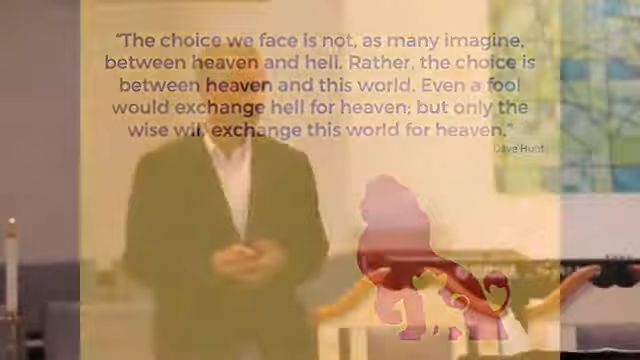 "The choice we face is not, as many imagine,
between heaven and hell. Rather, the choice is
between heaven and this world. Even a fool
would exchange hell for heaven; but only the
wise will exchange this world for heaven."
Dave Hunt